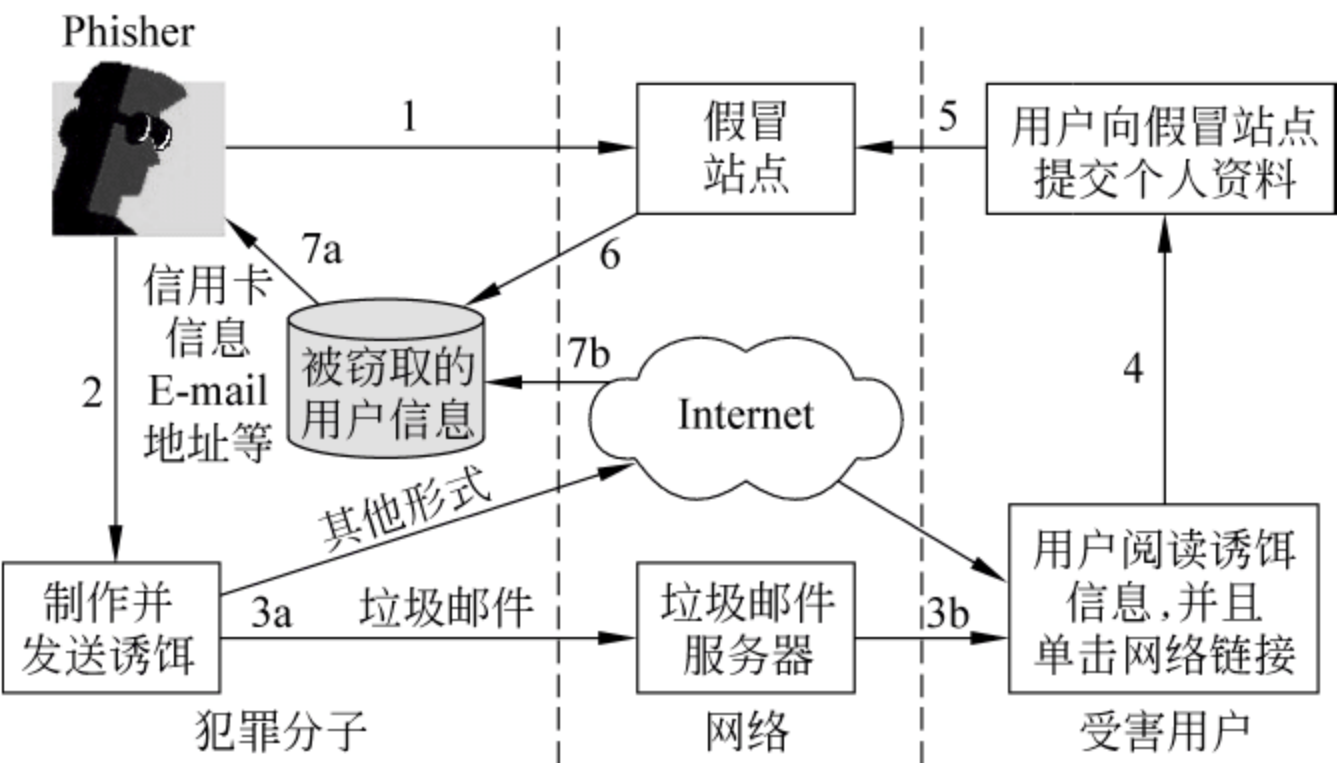 Phisher
1
假冒
站点
5
用户向假冒站点
提交个人资料
7a
6
信用卡
信息
E-mail
地址等
2
被窃取的
用户信息
7b
Internet
4
其他形式
制作并
发送诱饵
3a
垃圾邮件
垃圾邮件
服务器
3b
用户阅读诱饵
信息,并且
单击网络链接
犯罪分子
网络
受害用户